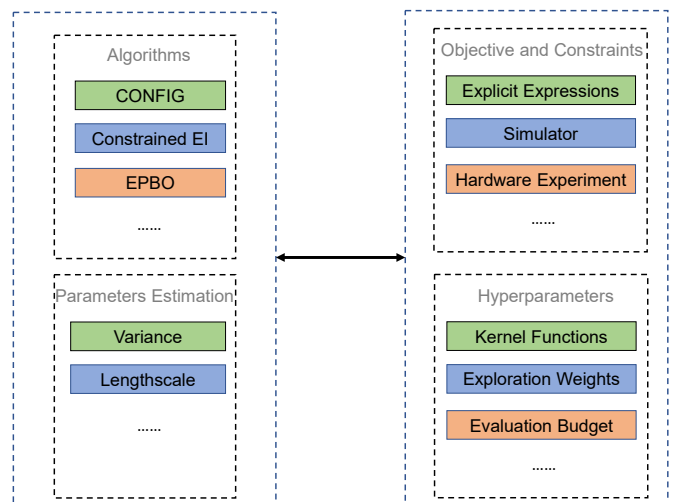 Algorithms
CONFIG
Constrained EI
EPBO
......
Parameters Estimation
Variance
Lengthscale
......
Objective and Constraints
Explicit Expressions
Simulator
Hardware Experiment
......
Hyperparameters
Kernel Functions
Exploration Weights
Evaluation Budget
......